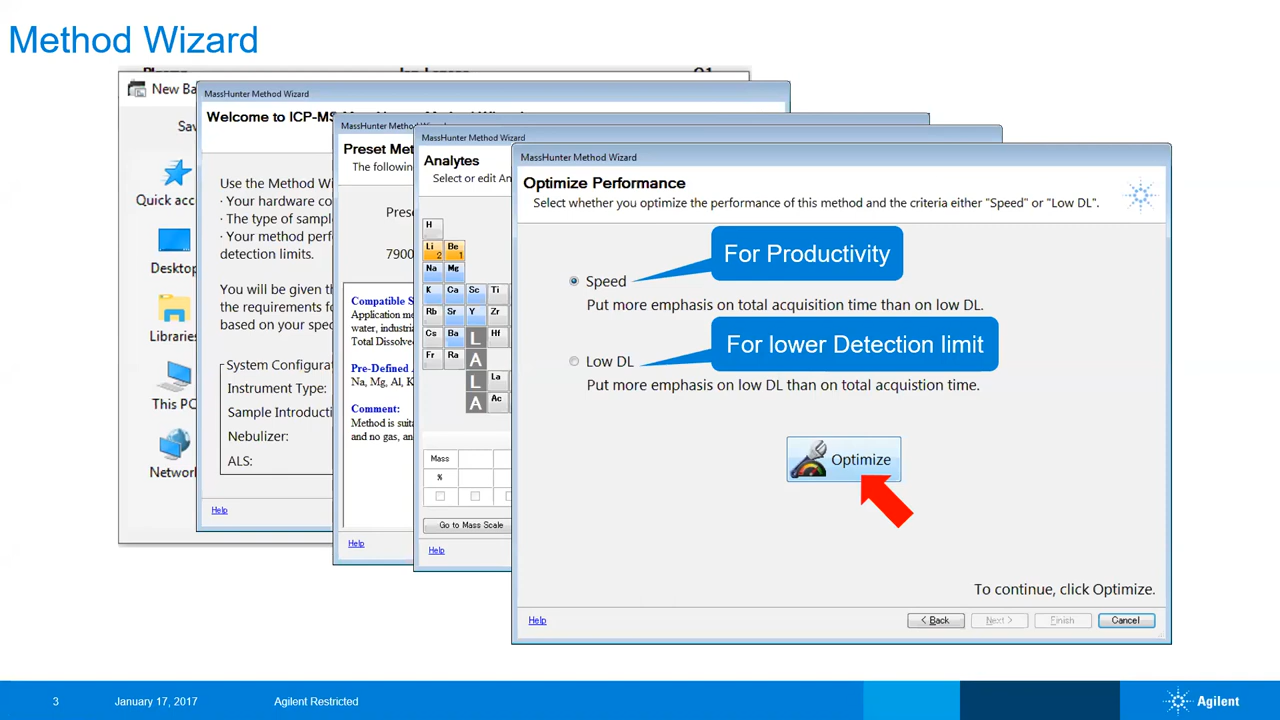 Method Wizard
New Ba
Sav
Quick acc
Desktop
Libraries
This PC
Network
MassHunter Method Wizard
Welcome to ICP-MS
Use the Method Wi
· Your hardware co
· The type of sampl
· Your method perf
detection limits.
You will be given th
the requirements fo
based on your spec
System Configurat
Instrument Type:
Sample Introducti
Nebulizer:
ALS:
Help
MassHunter Method Wizard
Preset Met
The following
Prese
7900
Compatible S
Application me
water, industria
Total Dissolve
Pre-Defined A
Na, Mg, Al, K
Comment:
Method is suita
and no gas, an
Help
MassHunter Method Wizard
Analytes
Select or edit An
H
Li 2 Be 1
Na Mg
K Ca Sc Ti
Rb Sr Y Zr
Cs Ba L Hf
Fr Ra A
L La
A Ac
Mass
%
Go to Mass Scale
Help
MassHunter Method Wizard
Optimize Performance
Select whether you optimize the performance of this method and the criteria either "Speed" or "Low DL".
For Productivity
Speed
Put more emphasis on total acquisition time than on low DL.
For lower Detection limit
Low DL
Put more emphasis on low DL than on total acquistion time.
Optimize
To continue, click Optimize.
Help
< Back Next > Finish Cancel
3 January 17, 2017 Agilent Restricted Agilent